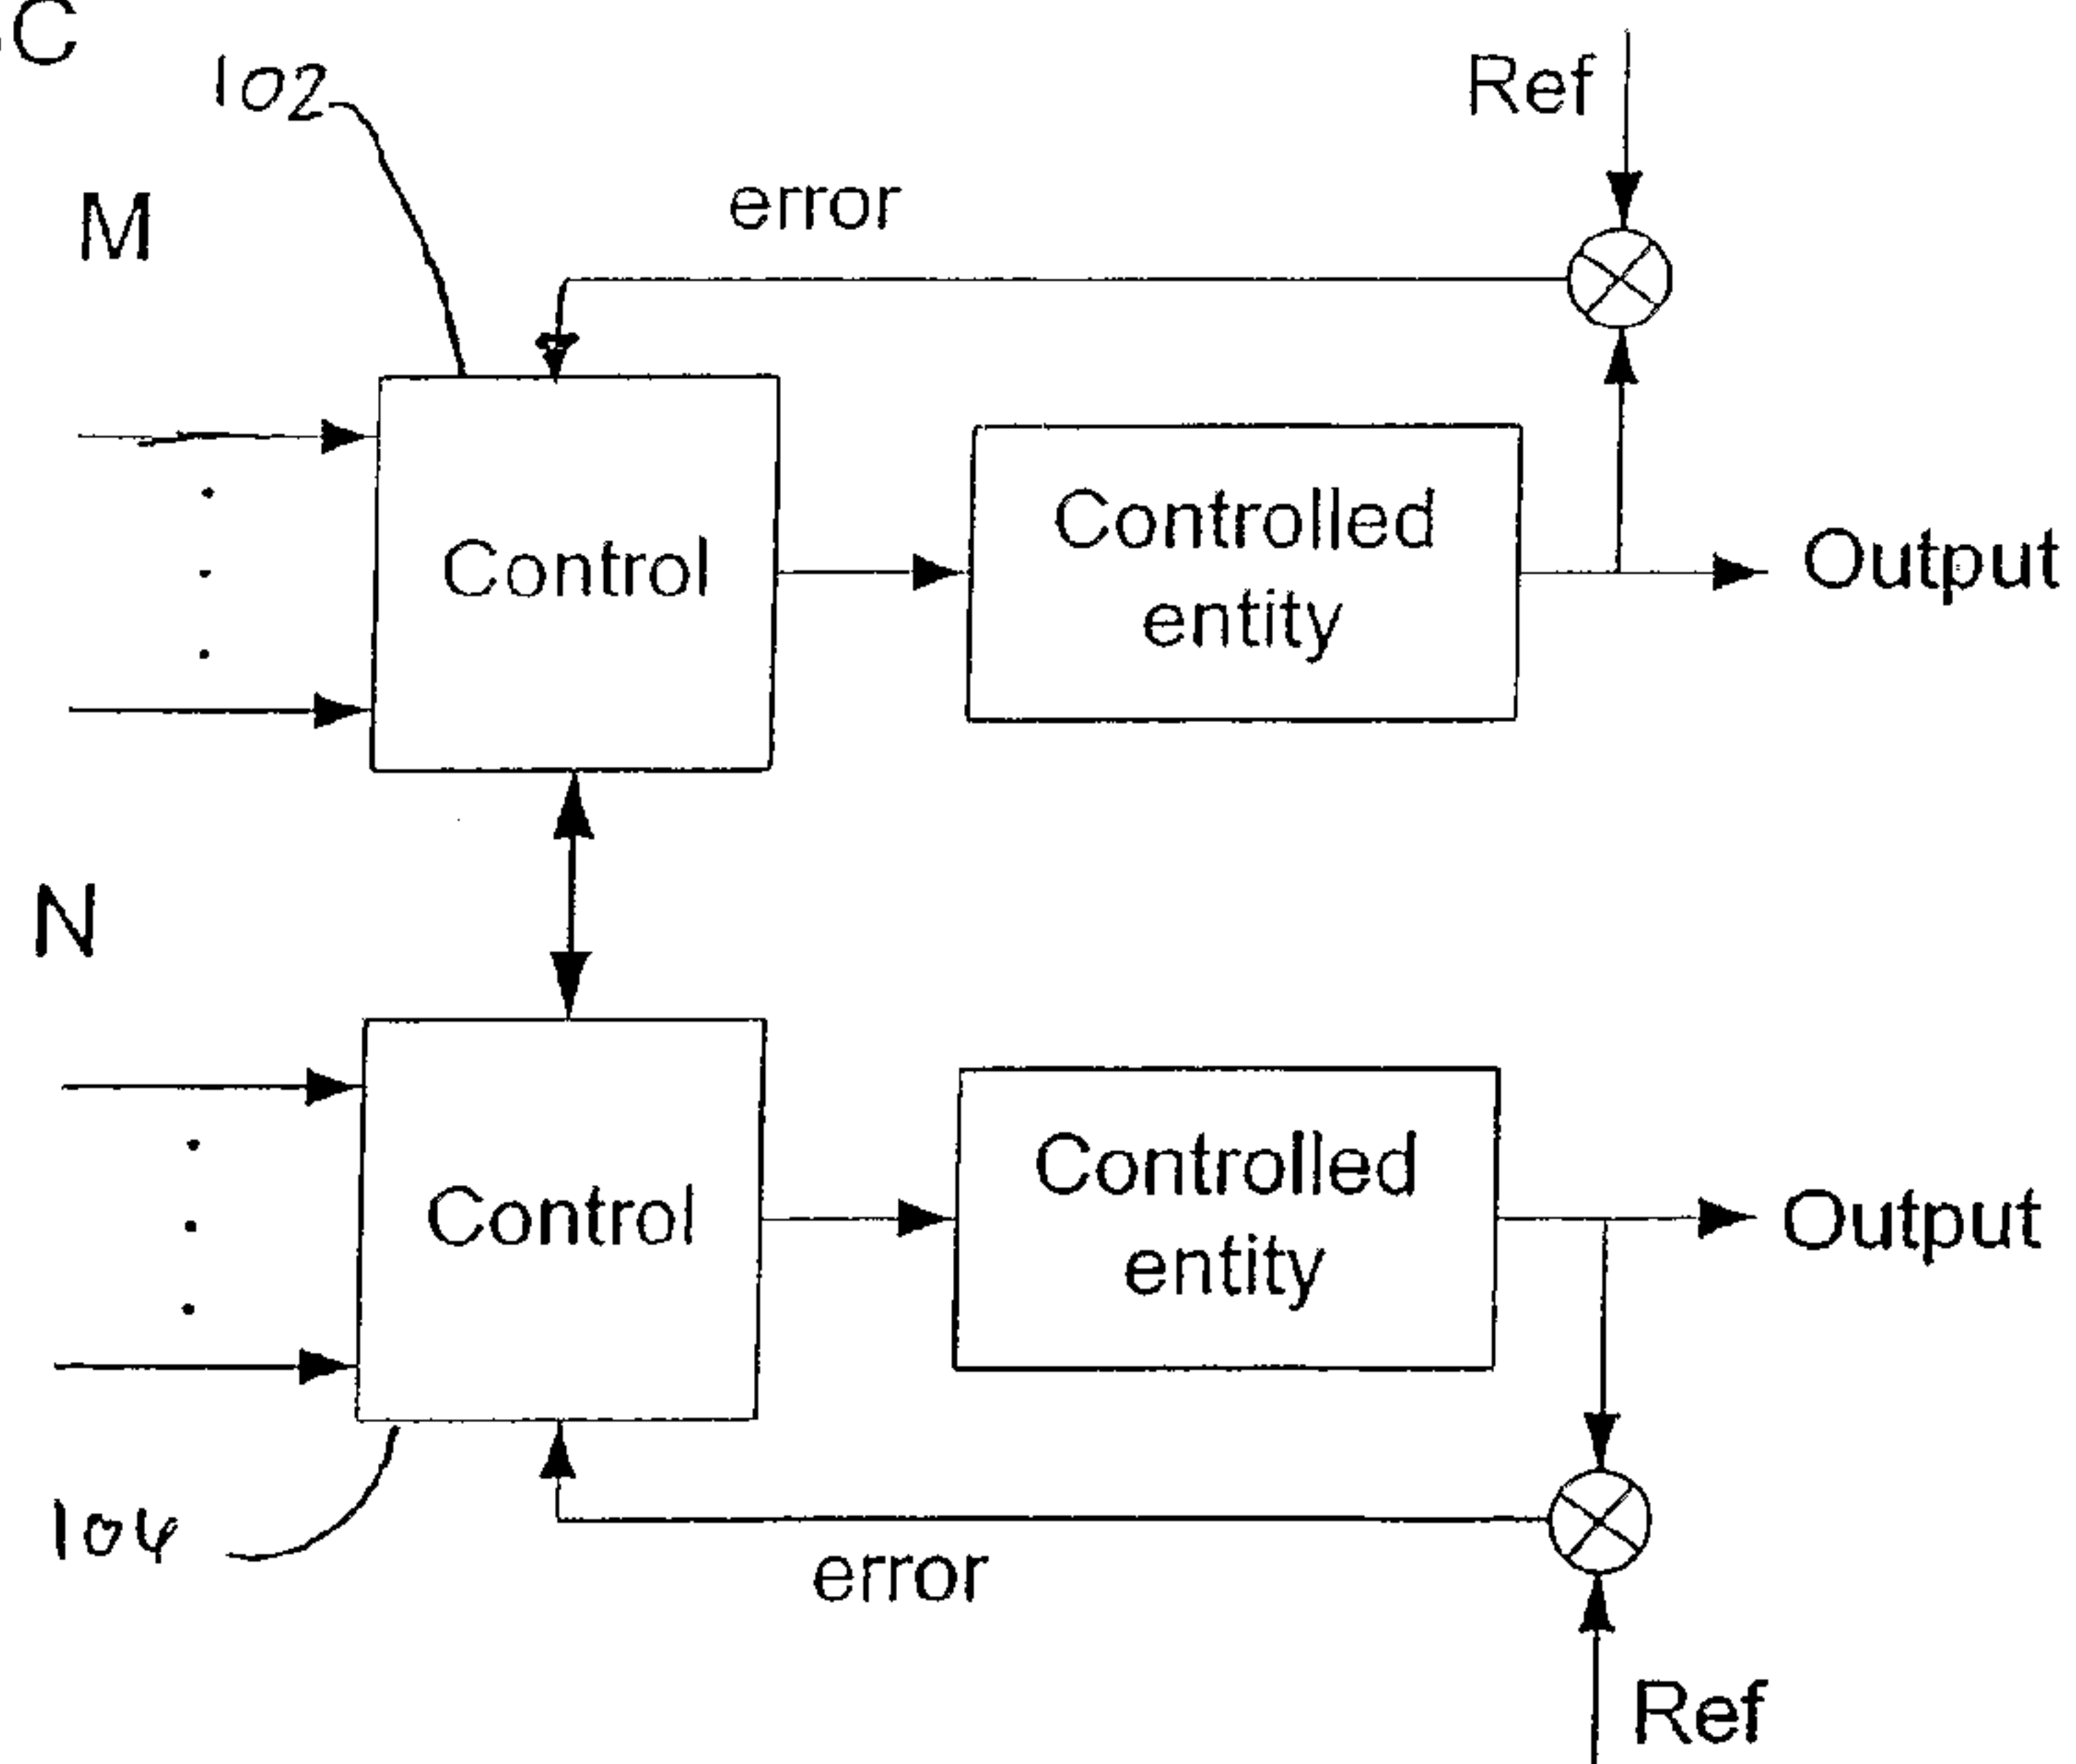 C
102
Ref
M
error
Control
Controlled
entity
Output
N
Control
Controlled
entity
Output
104
error
Ref